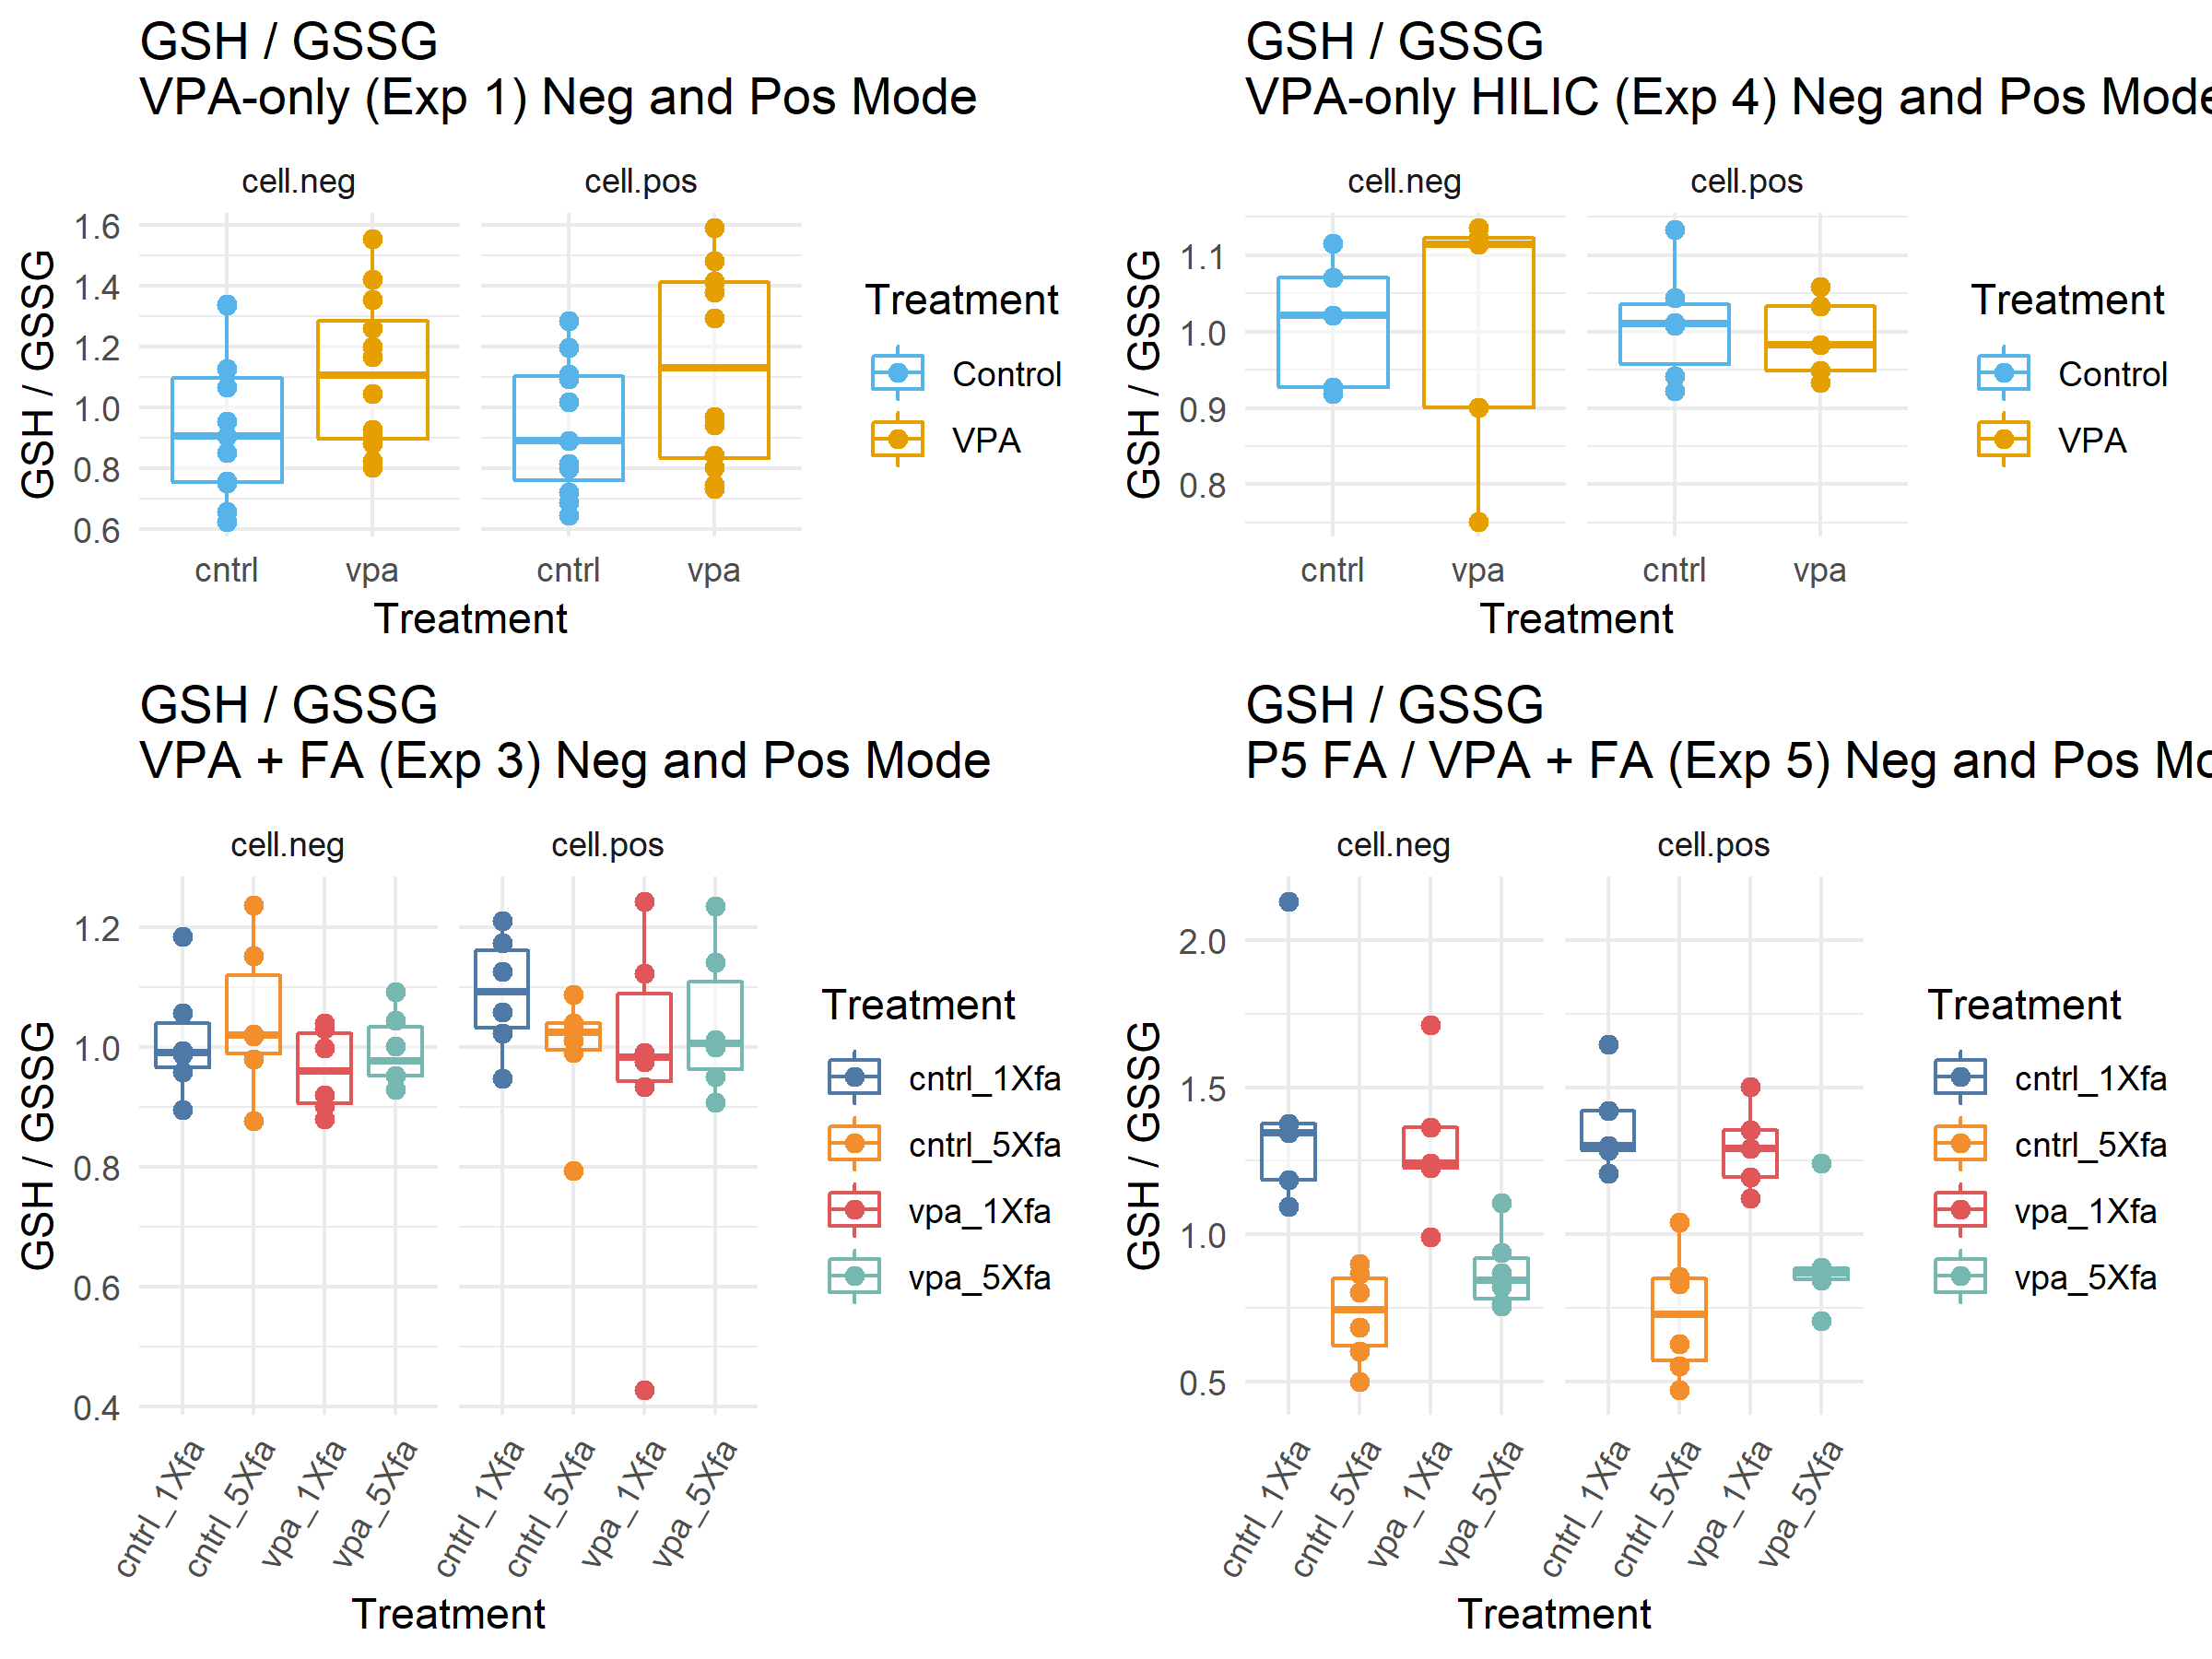 GSH / GSSG
VPA-only (Exp 1) Neg and Pos Mode
cell.neg
cell.pos
GSH / GSSG
1.6
1.4
1.2
1.0
0.8
0.6
cntrl
vpa
cntrl
vpa
Treatment
Treatment
Control
VPA
GSH / GSSG
VPA-only HILIC (Exp 4) Neg and Pos Mode
cell.neg
cell.pos
GSH / GSSG
1.1
1.0
0.9
0.8
cntrl
vpa
cntrl
vpa
Treatment
Treatment
Control
VPA
GSH / GSSG
VPA + FA (Exp 3) Neg and Pos Mode
cell.neg
cell.pos
GSH / GSSG
1.2
1.0
0.8
0.6
0.4
cntrl_1Xfa
cntrl_5Xfa
vpa_1Xfa
vpa_5Xfa
cntrl_1Xfa
cntrl_5Xfa
vpa_1Xfa
vpa_5Xfa
Treatment
Treatment
cntrl_1Xfa
cntrl_5Xfa
vpa_1Xfa
vpa_5Xfa
GSH / GSSG
P5 FA / VPA + FA (Exp 5) Neg and Pos Mo
cell.neg
cell.pos
GSH / GSSG
2.0
1.5
1.0
0.5
cntrl_1Xfa
cntrl_5Xfa
vpa_1Xfa
vpa_5Xfa
cntrl_1Xfa
cntrl_5Xfa
vpa_1Xfa
vpa_5Xfa
Treatment
Treatment
cntrl_1Xfa
cntrl_5Xfa
vpa_1Xfa
vpa_5Xfa